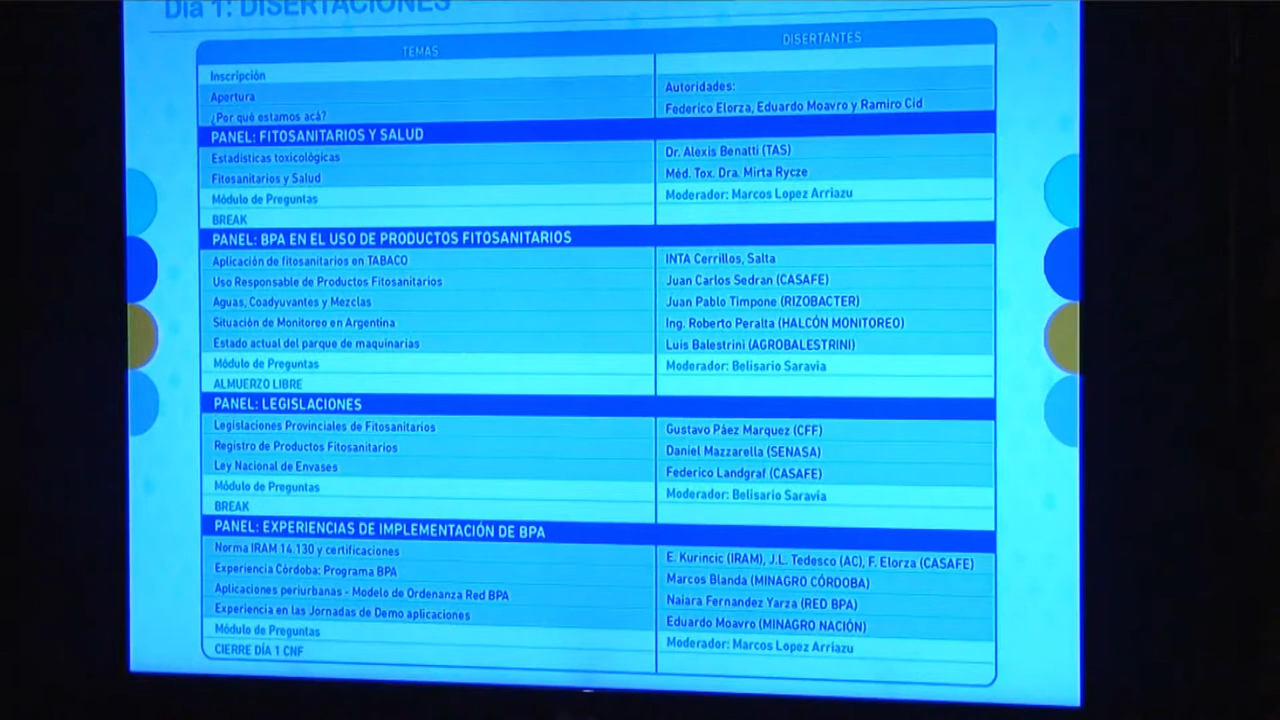 Día 1: DISERTACIONES
TEMAS
DISERTANTES
Inscripción
Apertura
Autoridades:
¿Por qué estamos acá?
Federico Elorza, Eduardo Moavro y Ramiro Cid
PANEL: FITOSANITARIOS Y SALUD
Estadísticas toxicológicas
Dr. Alexis Benatti (TAS)
Fitosanitarios y Salud
Méd. Tox. Dra. Mirta Rycze
Módulo de Preguntas
Moderador: Marcos Lopez Arriazu
BREAK
PANEL: BPA EN EL USO DE PRODUCTOS FITOSANITARIOS
Aplicación de fitosanitarios en TABACO
INTA Cerrillos, Salta
Uso Responsable de Productos Fitosanitarios
Juan Carlos Sedran (CASAFE)
Aguas, Coadyuvantes y Mezclas
Juan Pablo Timpone (RIZOBACTER)
Situación de Monitoreo en Argentina
Ing. Roberto Peralta (HALCÓN MONITOREO)
Estado actual del parque de maquinarias
Luis Balestrini (AGROBALESTRINI)
Módulo de Preguntas
Moderador: Belisario Saravia
ALMUERZO LIBRE
PANEL: LEGISLACIONES
Legislaciones Provinciales de Fitosanitarios
Gustavo Páez Marquez (CFF)
Registro de Productos Fitosanitarios
Daniel Mazzarella (SENASA)
Ley Nacional de Envases
Federico Landgraf (CASAFE)
Módulo de Preguntas
Moderador: Belisario Saravia
BREAK
PANEL: EXPERIENCIAS DE IMPLEMENTACIÓN DE BPA
Norma IRAM 14.130 y certificaciones
E. Kurincic (IRAM), J.L. Tedesco (AC), F. Elorza (CASAFE)
Experiencia Córdoba: Programa BPA
Marcos Blanda (MINAGRO CÓRDOBA)
Aplicaciones periurbanas - Modelo de Ordenanza Red BPA
Naiara Fernandez Yarza (RED BPA)
Experiencia en las Jornadas de Demo aplicaciones
Eduardo Moavro (MINAGRO NACIÓN)
Módulo de Preguntas
Moderador: Marcos Lopez Arriazu
CIERRE DÍA 1 CNF